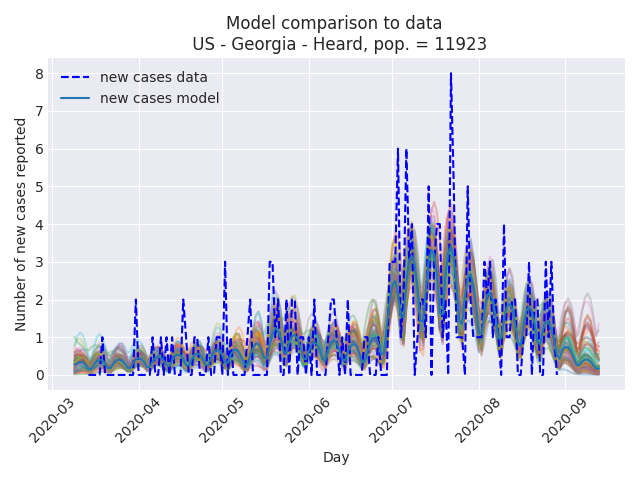 Model comparison to data
US - Georgia - Heard, pop. = 11923
new cases data
new cases model
Number of new cases reported
8
7
6
5
4
3
2
1
0
2020-03
2020-04
2020-05
2020-06
2020-07
2020-08
2020-09
Day